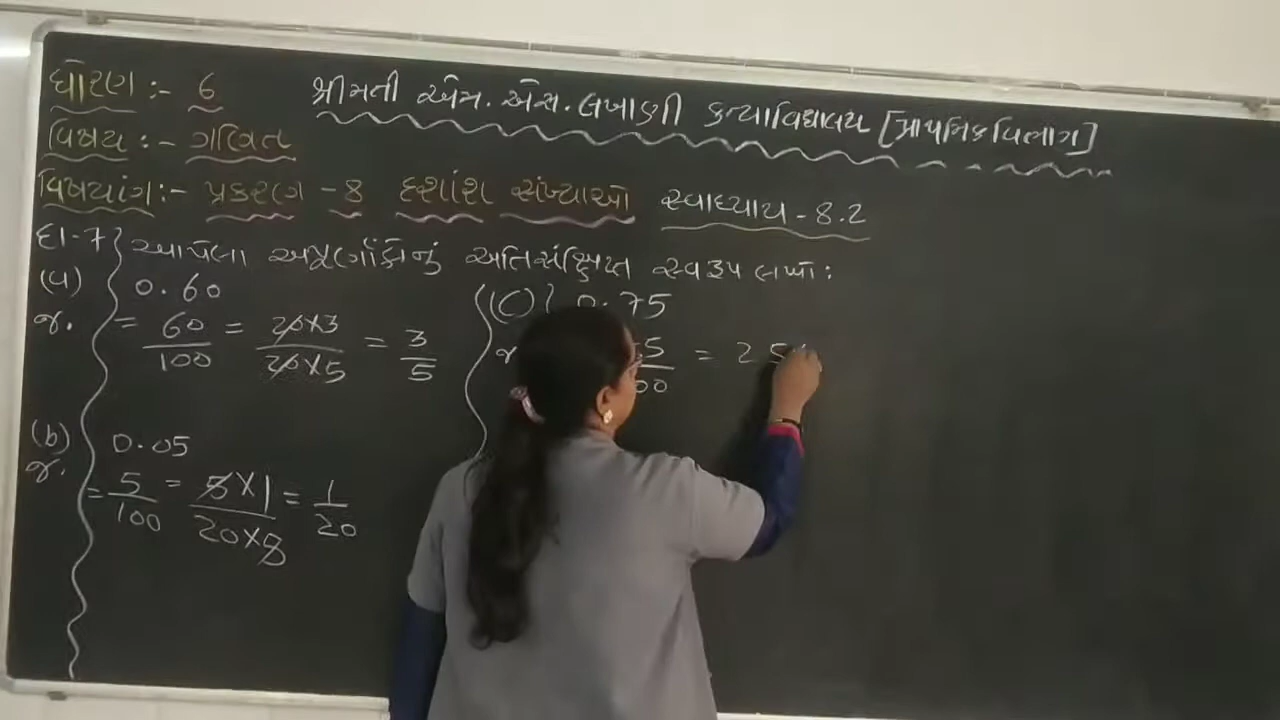 ધોરણ :- 6
શ્રીમતી એમ. એસ. લખાણી કન્યાવિદ્યાલય [માધ્યમિક વિભાગ]
વિષય :- ગણિત
વિષયાંગ :- પ્રકરણ - 8 દશાંશ સંખ્યાઓ સ્વાધ્યાય - 8.2
દા-7} આપેલા અપૂર્ણાંકોનું અતિસંક્ષિપ્ત સ્વરૂપ લખો :
(a) 0.60
જ. = 60/100 = 20×3/20×5 = 3/5
(b) 0.05
જ. = 5/100 = 5×1/20×5 = 1/20
(C) 0.75
5/00 = 25